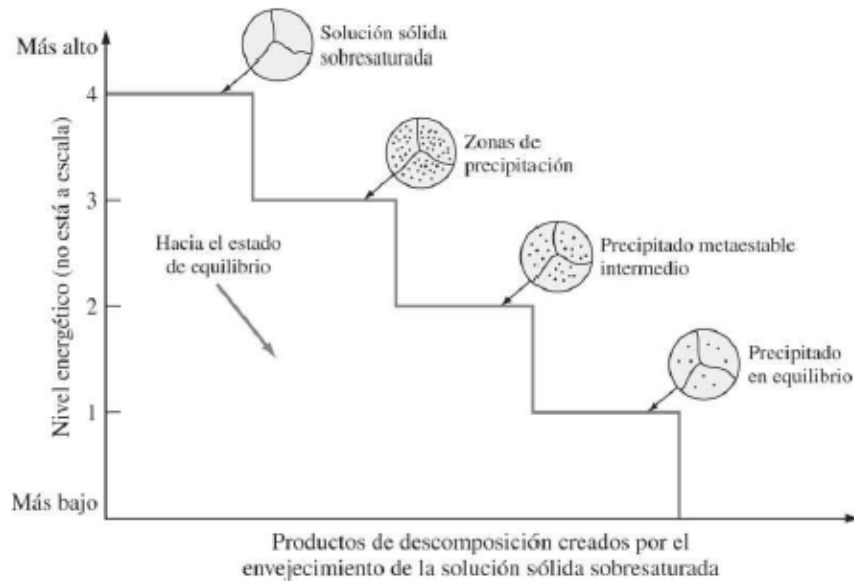 Más alto
Solución sólida
sobresaturada
4
Zonas de
precipitación
3
Nivel energético (no está a escala)
Hacia el estado
de equilibrio
Precipitado metaestable
intermedio
2
Precipitado
en equilibrio
1
Más bajo
Productos de descomposición creados por el
envejecimiento de la solución sólida sobresaturada